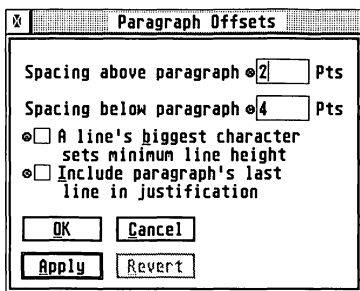 Paragraph Offsets
Spacing above paragraph 2 Pts
Spacing below paragraph 4 Pts
A line's biggest character
sets minimum line height
Include paragraph's last
line in justification
OK Cancel
Apply Revert